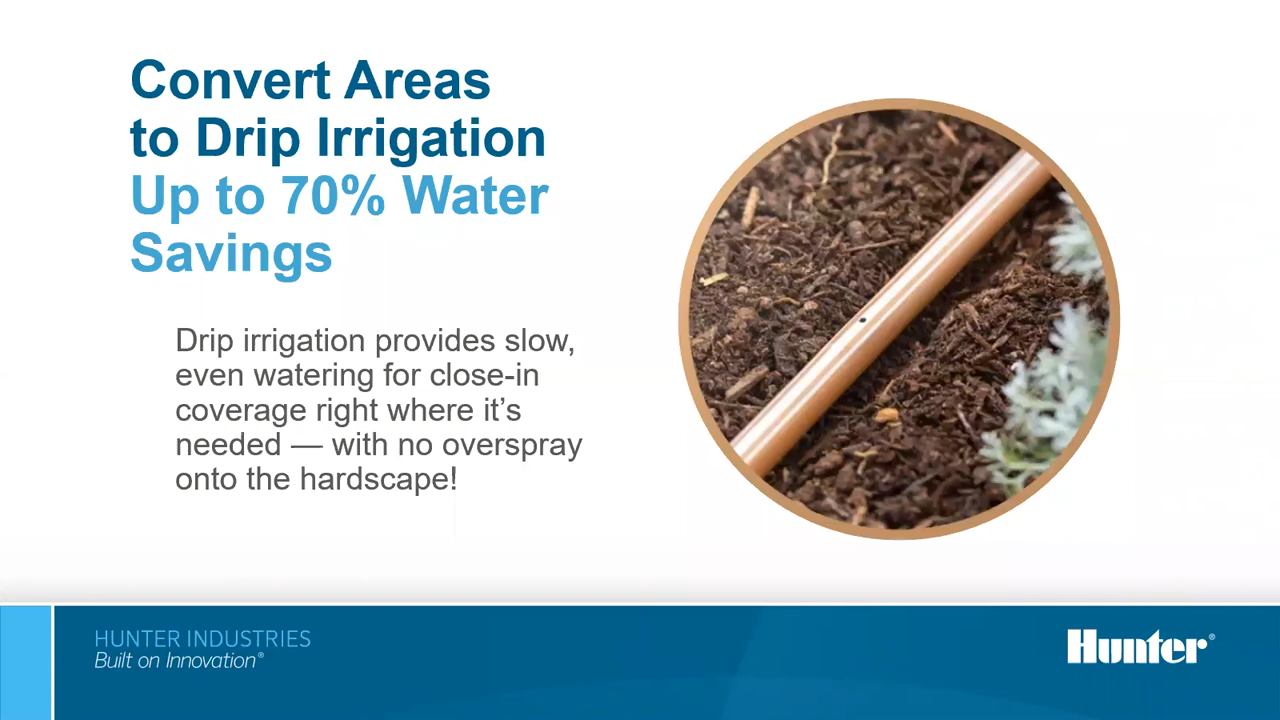 Convert Areas
to Drip Irrigation
Up to 70% Water
Savings
Drip irrigation provides slow,
even watering for close-in
coverage right where it’s
needed — with no overspray
onto the hardscape!
HUNTER INDUSTRIES
Built on Innovation®
Hunter®